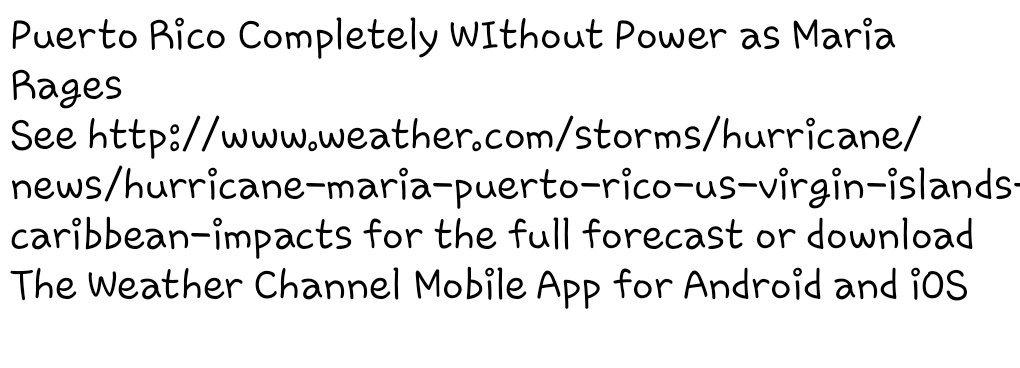 Puerto Rico Completely WIthout Power as Maria
Rages
See http://www.weather.com/storms/hurricane/
news/hurricane-maria-puerto-rico-us-virgin-islands-
caribbean-impacts for the full forecast or download
The Weather Channel Mobile App for Android and iOS